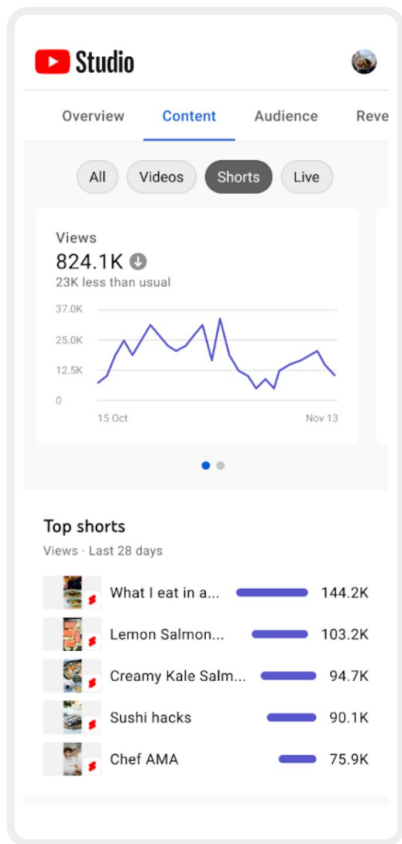 Studio
Overview Content Audience Reve
All Videos Shorts Live
Views
824.1K
23K less than usual
37.0K
25.0K
12.5K
0
15 Oct Nov 13
Top shorts
Views · Last 28 days
What I eat in a... 144.2K
Lemon Salmon... 103.2K
Creamy Kale Salm... 94.7K
Sushi hacks 90.1K
Chef AMA 75.9K